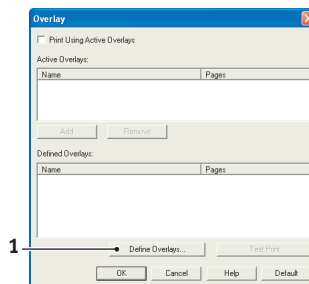 Overlay
Print Using Active Overlays
Active Overlays:
Name Pages
Add Remove
Defined Overlays:
Name Pages
1 Define Overlays... Test Print
OK Cancel Help Default